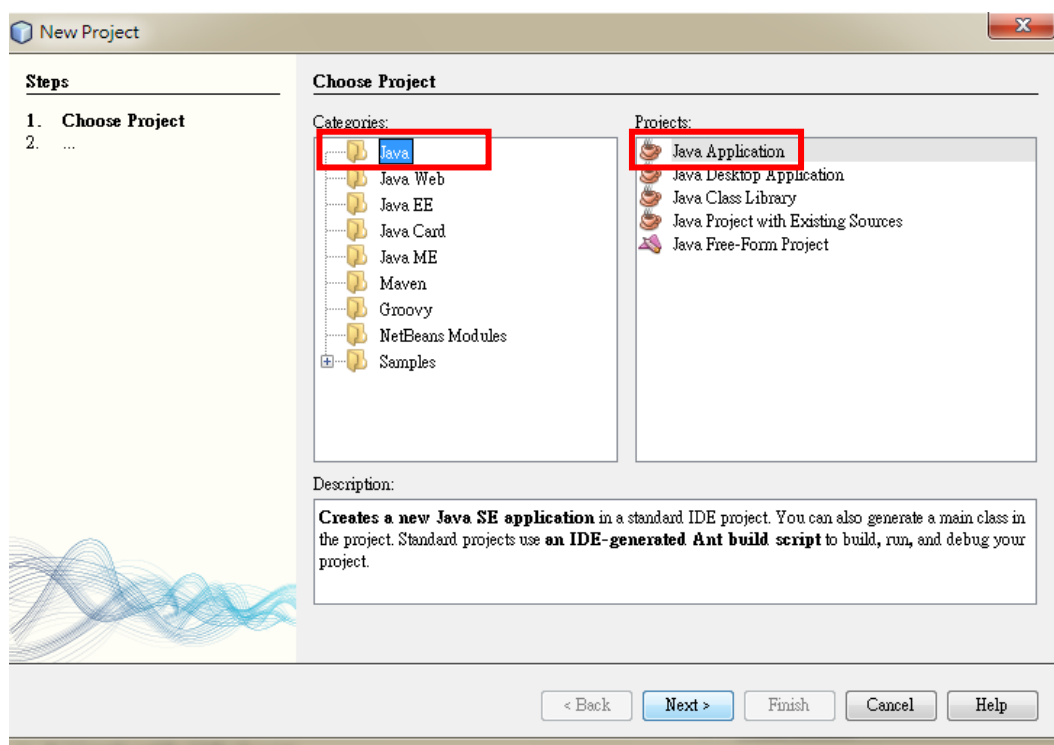 New Project
Steps
1. Choose Project
2. ...
Choose Project
Categories:
Java
Java Web
Java EE
Java Card
Java ME
Maven
Groovy
NetBeans Modules
Samples
Projects:
Java Application
Java Desktop Application
Java Class Library
Java Project with Existing Sources
Java Free-Form Project
Description:
Creates a new Java SE application in a standard IDE project. You can also generate a main class in
the project. Standard projects use an IDE-generated Ant build script to build, run, and debug your
project.
< Back
Next >
Finish
Cancel
Help